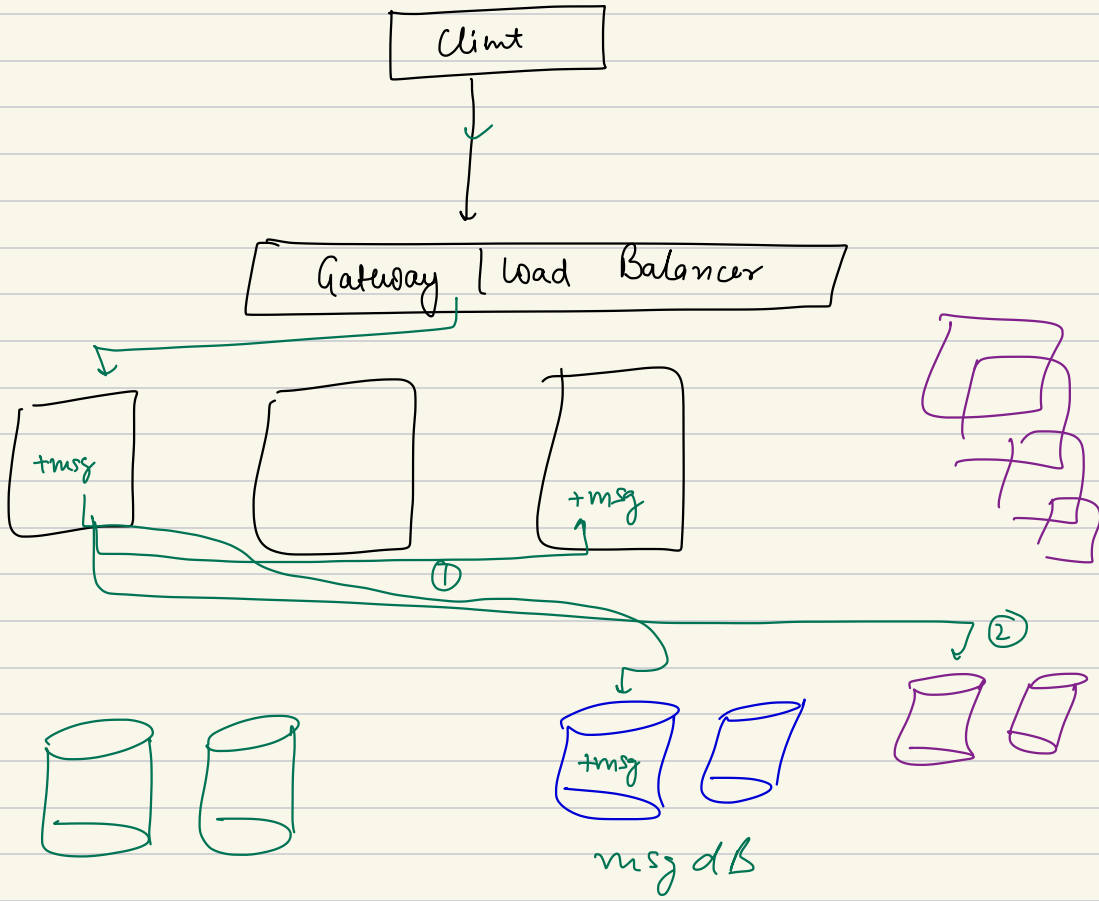 Client
Gateway | Load Balancer
+msg
+msg
①
②
+msg
msg dB